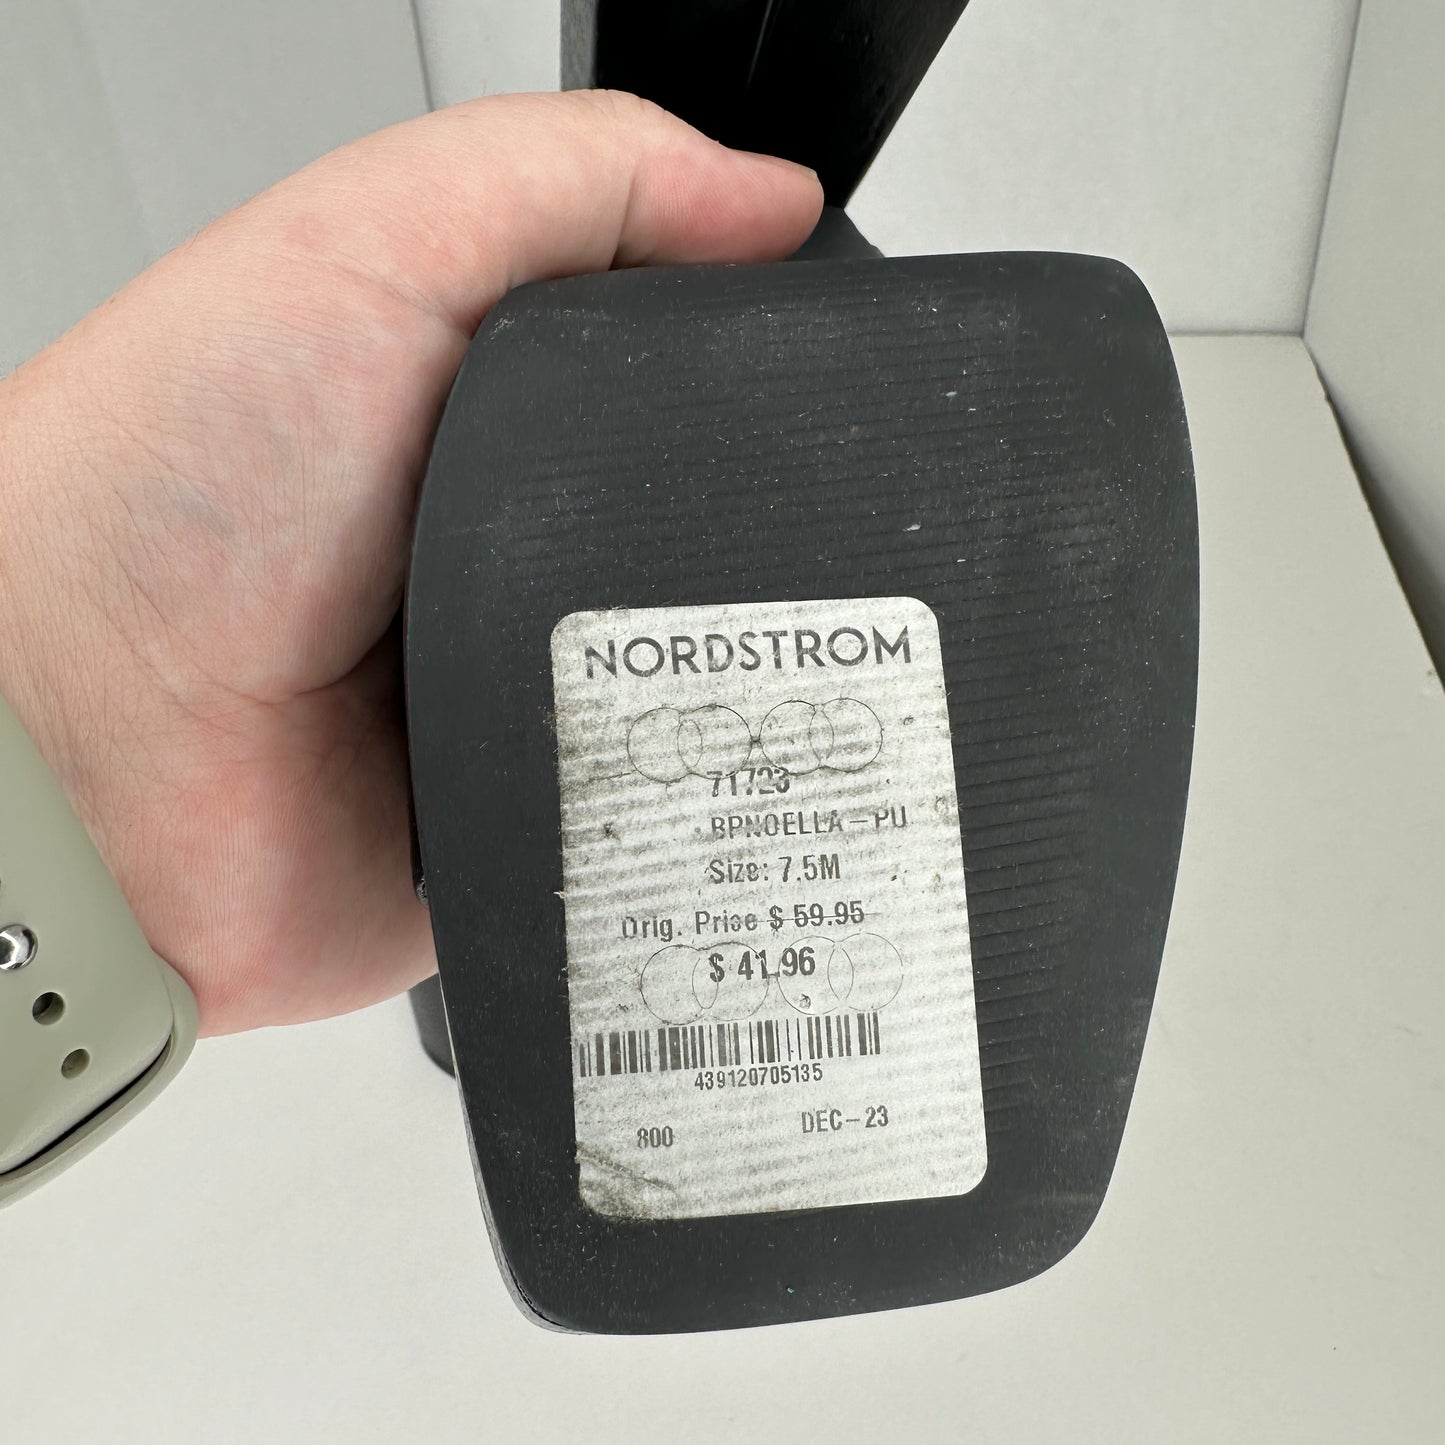 NORDSTROM
71723
BPNOELLA-PU
Size: 7.5M
Orig. Price $ 59.95
$ 41.96
439120705135
800 DEC-23